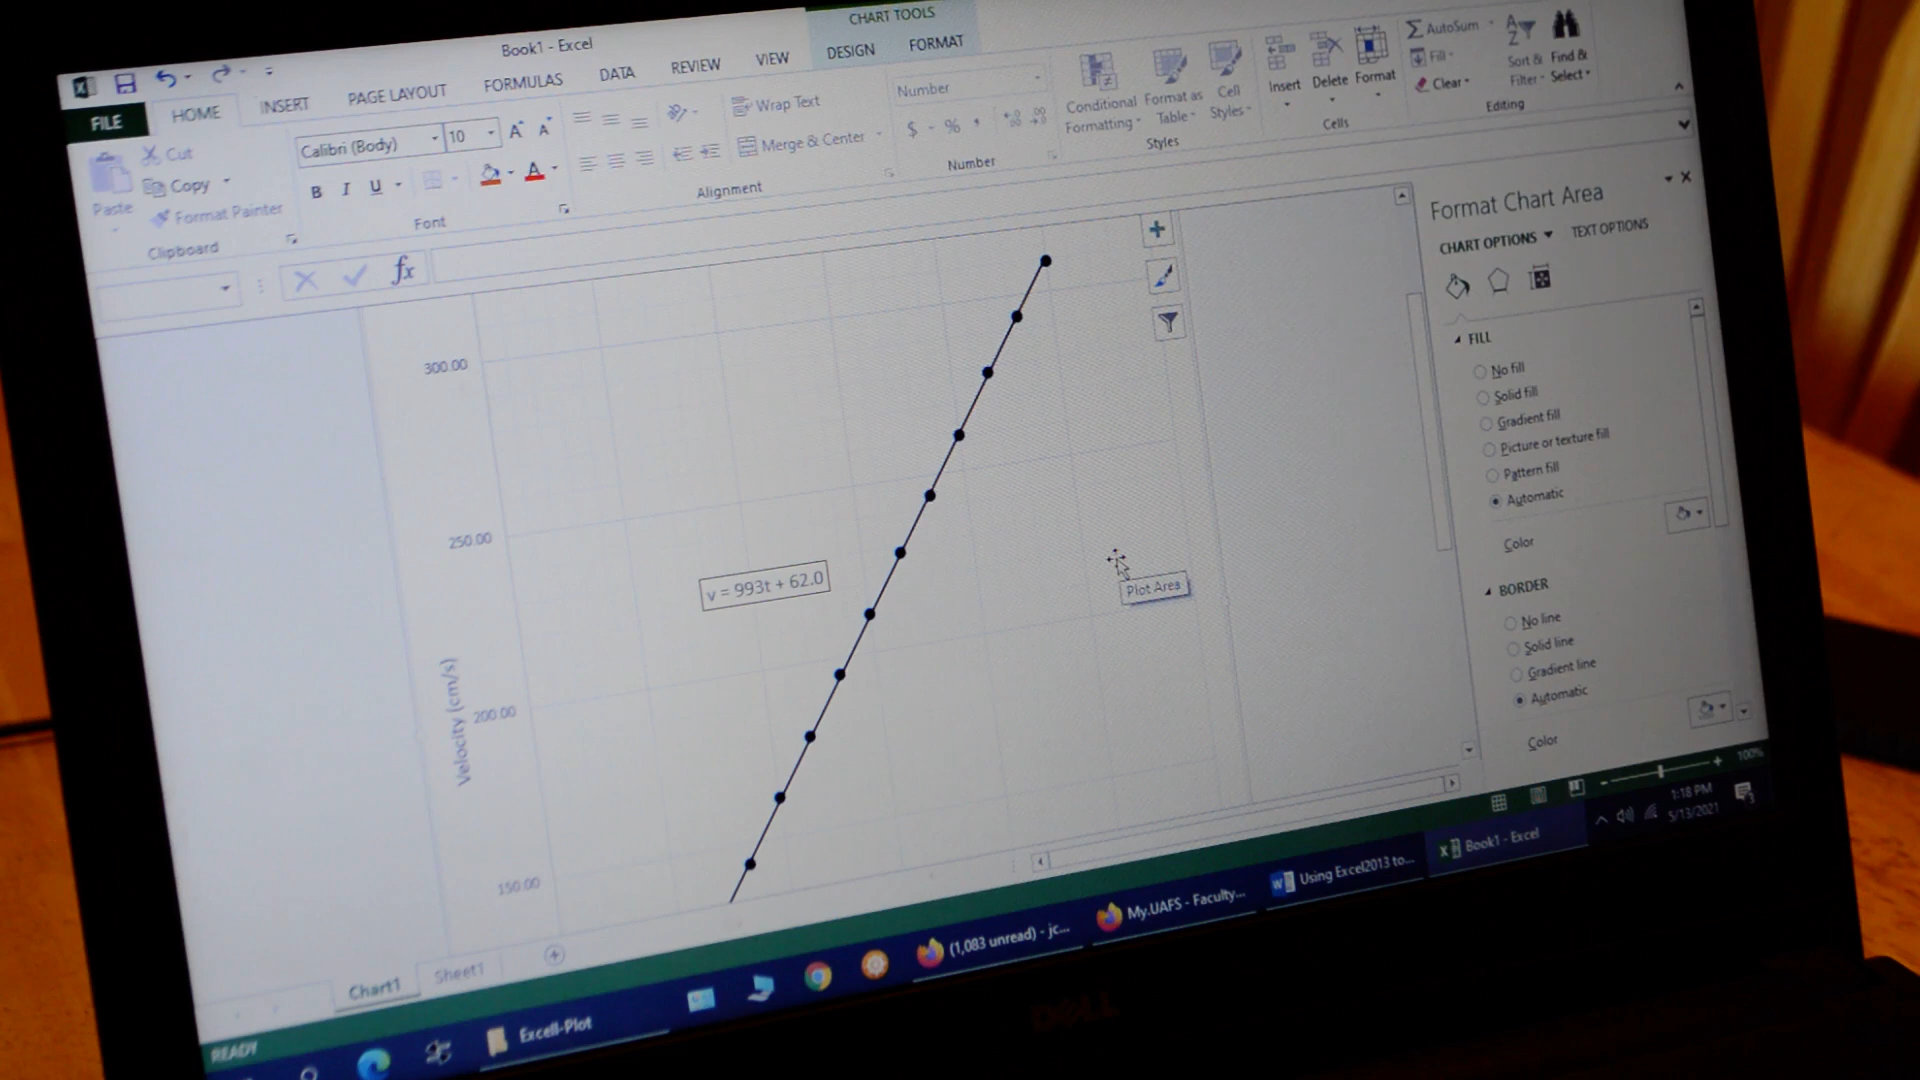 Book1 - Excel
CHART TOOLS
FILE
HOME
INSERT
PAGE LAYOUT
FORMULAS
DATA
REVIEW
VIEW
DESIGN
FORMAT
Paste
Cut
Copy
Format Painter
Clipboard
Calibri (Body)
10
B I U
Font
Wrap Text
Merge & Center
Alignment
Number
$ % ,
Number
Conditional Formatting
Format as Table
Cell Styles
Styles
Insert
Delete
Format
Cells
AutoSum
Fill
Clear
Sort & Filter
Find & Select
Editing
fx
300.00
250.00
200.00
150.00
Velocity (cm/s)
v = 993t + 62.0
Plot Area
Format Chart Area
CHART OPTIONS
TEXT OPTIONS
FILL
No fill
Solid fill
Gradient fill
Picture or texture fill
Pattern fill
Automatic
Color
BORDER
No line
Solid line
Gradient line
Automatic
Color
Chart1
Sheet1
READY
100%
Excell-Plot
(1,083 unread) - jc...
My.UAFS - Faculty...
Using Excel2013 to...
Book1 - Excel
1:18 PM
5/13/2021
DELL